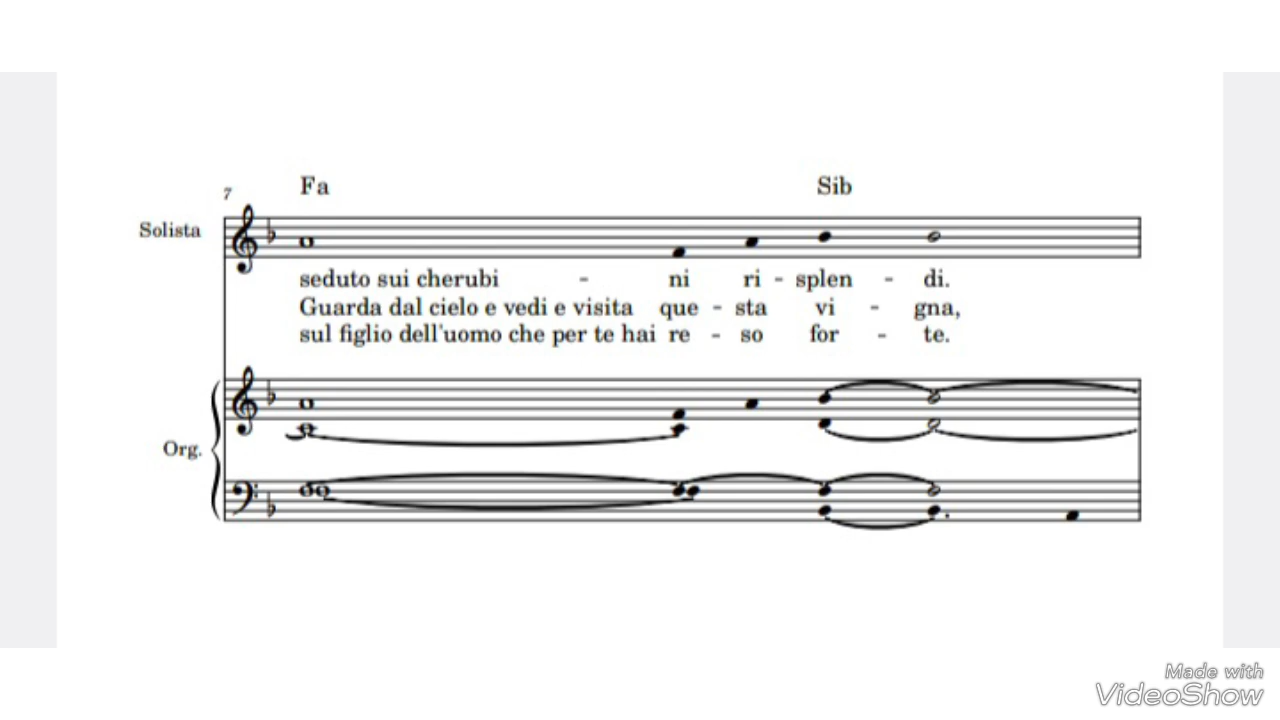 Fa Sib
7
Solista
seduto sui cherubi - ni ri - splen - di.
Guarda dal cielo e vedi e visita que - sta vi - gna,
sul figlio dell'uomo che per te hai re - so for - te.
Org.
Made with
VideoShow